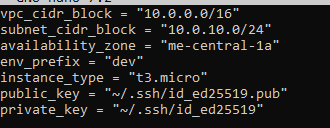 vpc_cidr_block = "10.0.0.0/16"
subnet_cidr_block = "10.0.10.0/24"
availability_zone = "me-central-1a"
env_prefix = "dev"
instance_type = "t3.micro"
public_key = "~/.ssh/id_ed25519.pub"
private_key = "~/.ssh/id_ed25519"